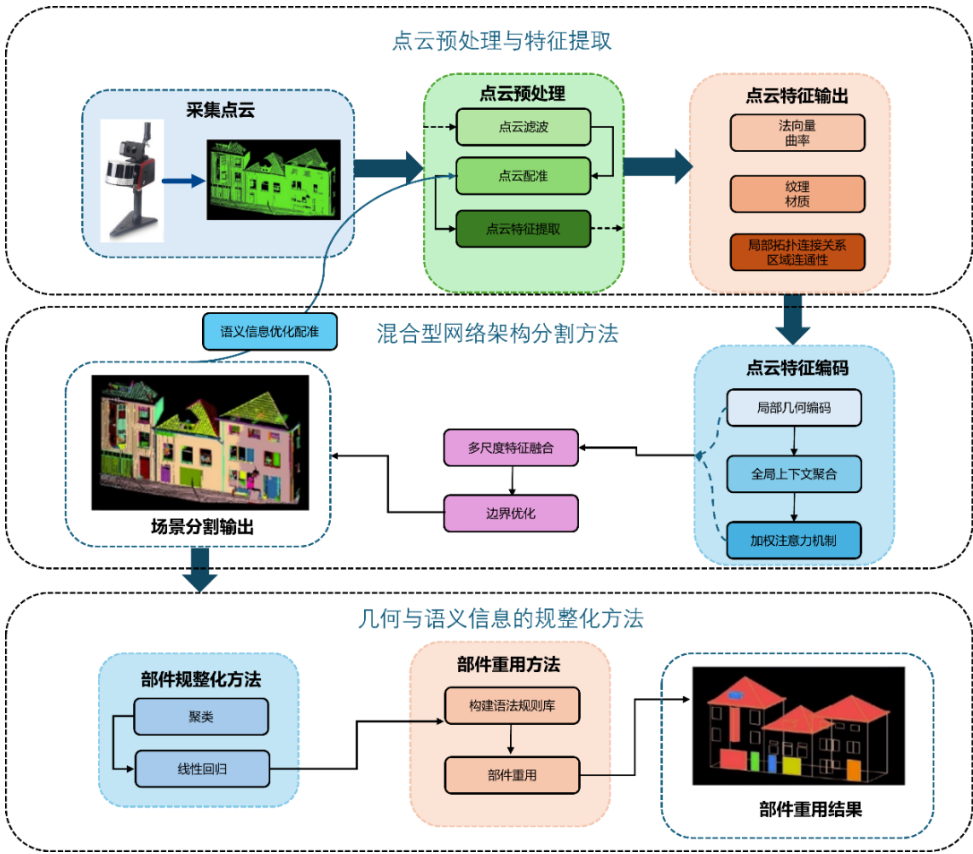 点云预处理与特征提取
采集点云
点云预处理
点云滤波
点云配准
点云特征提取
点云特征输出
法向量
曲率
纹理
材质
局部拓扑连接关系
区域连通性
语义信息优化配准
混合型网络架构分割方法
点云特征编码
局部几何编码
全局上下文聚合
加权注意力机制
多尺度特征融合
边界优化
场景分割输出
几何与语义信息的规整化方法
部件规整化方法
聚类
线性回归
部件重用方法
构建语法规则库
部件重用
部件重用结果